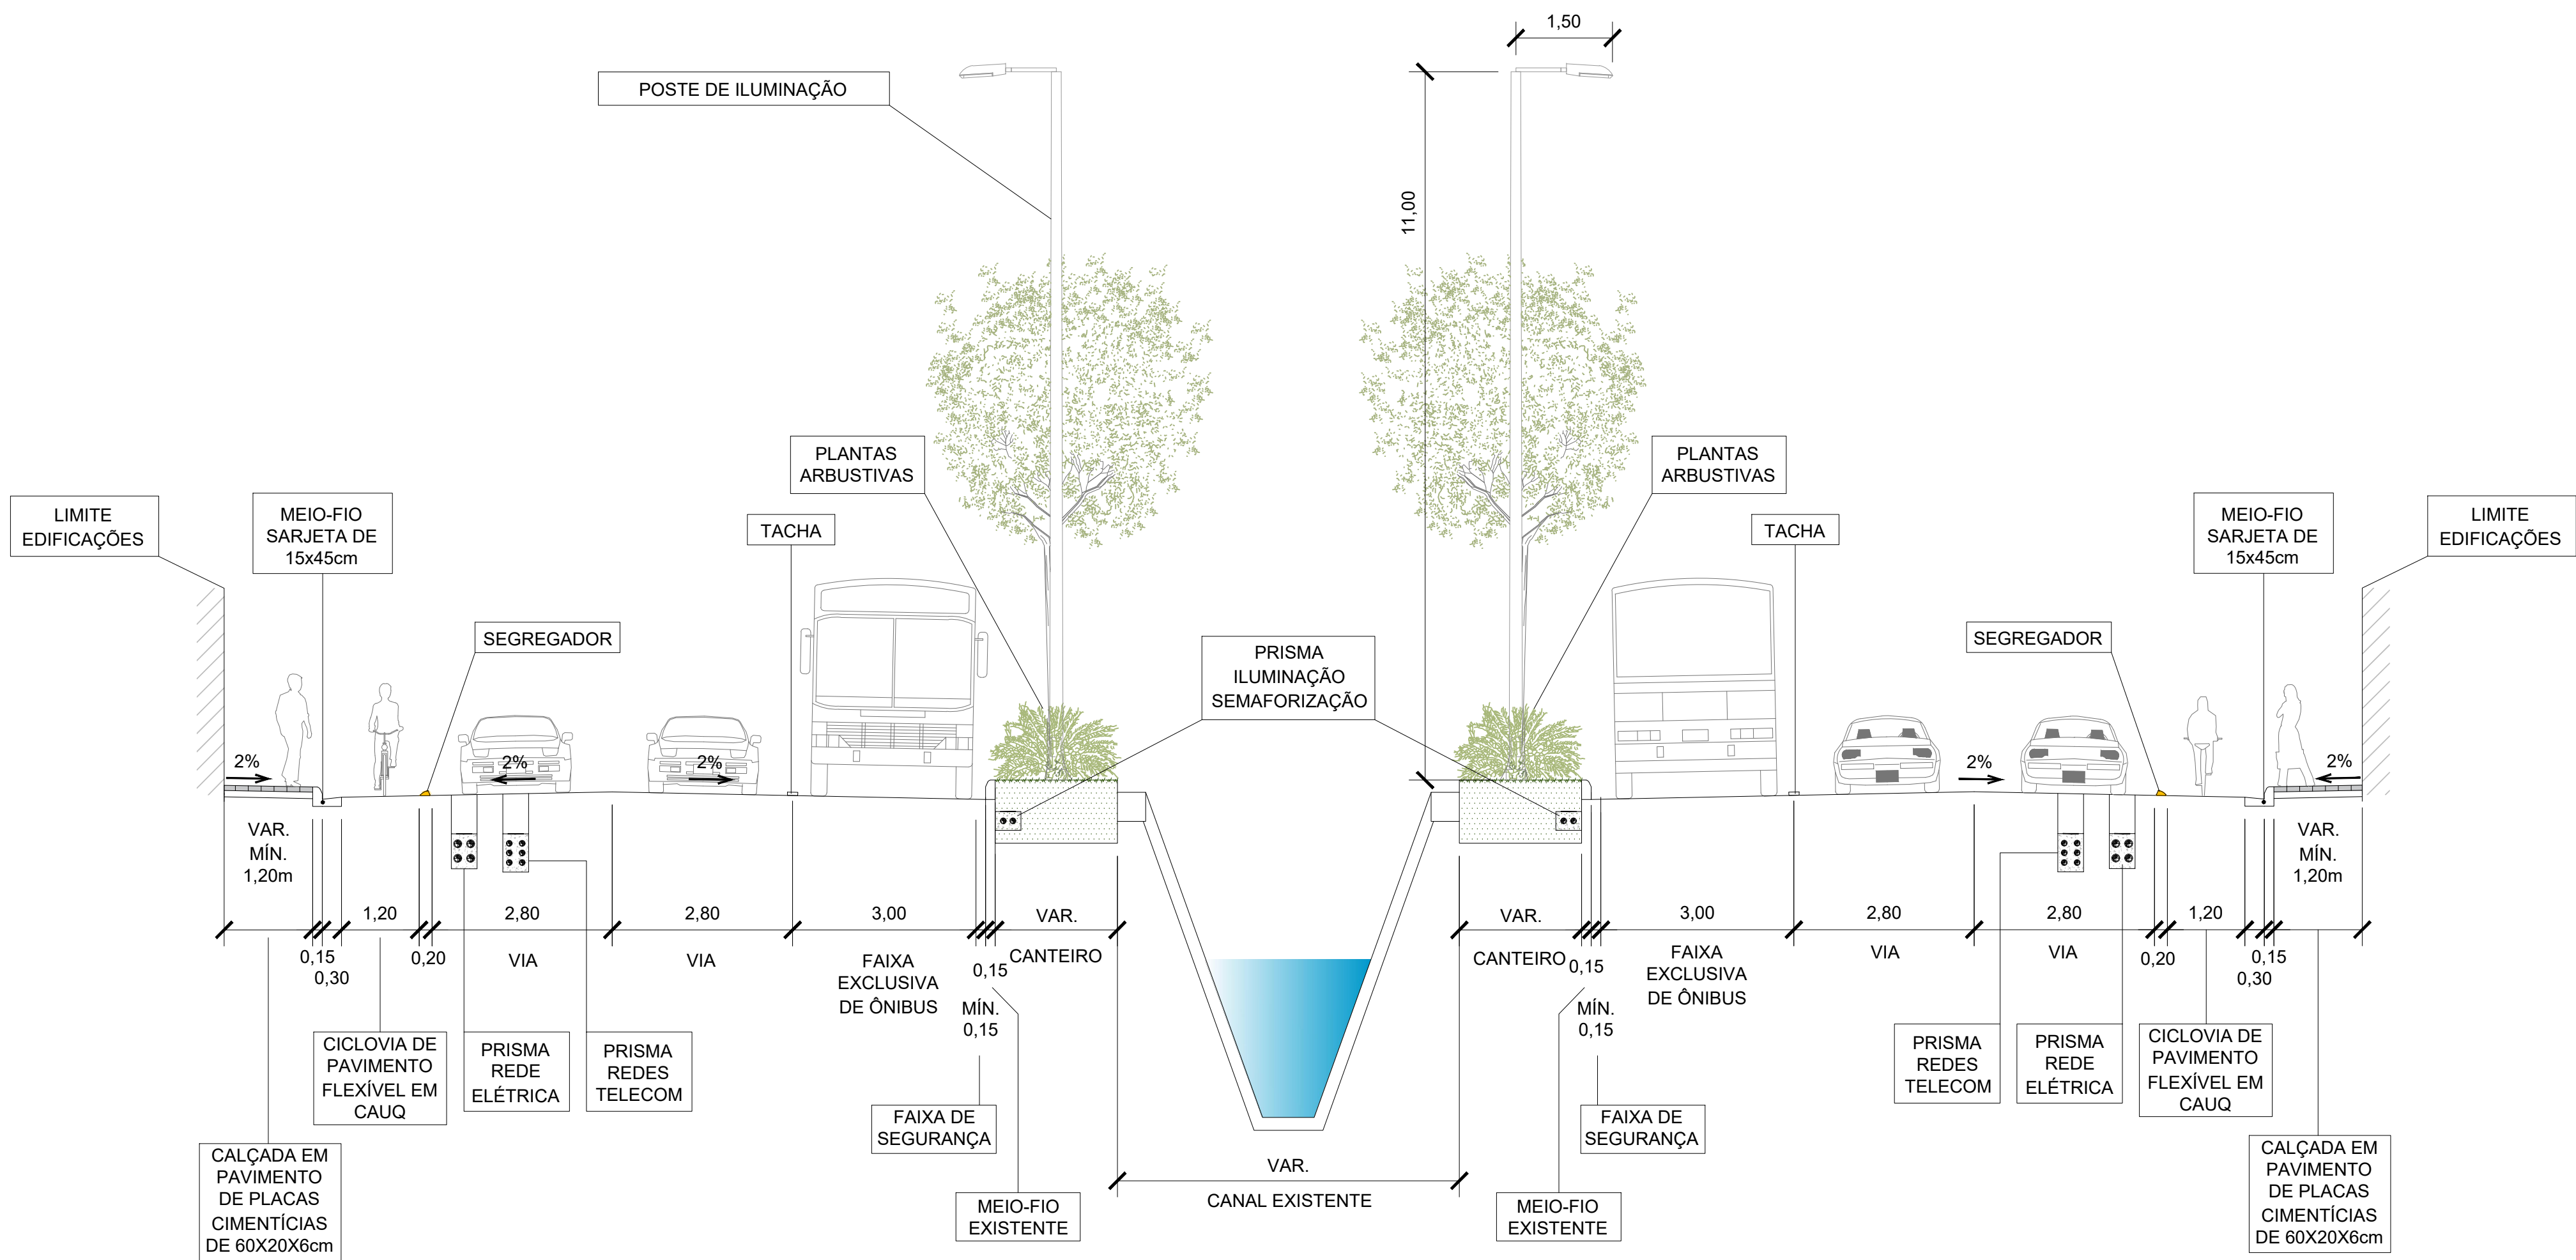 1,50
POSTE DE ILUMINAÇÃO
11,00
PLANTAS
ARBUSTIVAS
PLANTAS
ARBUSTIVAS
LIMITE
EDIFICAÇÕES
MEIO-FIO
SARJETA DE
15x45cm
TACHA
TACHA
MEIO-FIO
SARJETA DE
15x45cm
LIMITE
EDIFICAÇÕES
SEGREGADOR
PRISMA
ILUMINAÇÃO
SEMAFORIZAÇÃO
SEGREGADOR
2%
2%
2%
2%
2%
VAR.
MÍN.
1,20m
VAR.
MÍN.
1,20m
1,20
2,80
2,80
3,00
VAR.
VAR.
3,00
2,80
2,80
1,20
0,15
0,30
0,20
VIA
VIA
FAIXA
EXCLUSIVA
DE ÔNIBUS
0,15
MÍN.
0,15
CANTEIRO
CANTEIRO
0,15
MÍN.
0,15
FAIXA
EXCLUSIVA
DE ÔNIBUS
VIA
VIA
0,20
0,15
0,30
CICLOVIA DE
PAVIMENTO
FLEXÍVEL EM
CAUQ
PRISMA
REDE
ELÉTRICA
PRISMA
REDES
TELECOM
PRISMA
REDES
TELECOM
PRISMA
REDE
ELÉTRICA
CICLOVIA DE
PAVIMENTO
FLEXÍVEL EM
CAUQ
FAIXA DE
SEGURANÇA
FAIXA DE
SEGURANÇA
CALÇADA EM
PAVIMENTO
DE PLACAS
CIMENTÍCIAS
DE 60X20X6cm
MEIO-FIO
EXISTENTE
VAR.
CANAL EXISTENTE
MEIO-FIO
EXISTENTE
CALÇADA EM
PAVIMENTO
DE PLACAS
CIMENTÍCIAS
DE 60X20X6cm